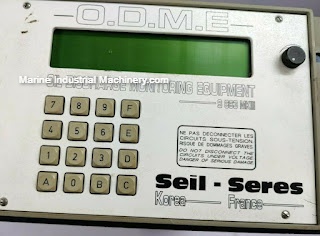 O.D.M.E
Marine Industrial Machinery.com
OIL DISCHARGE MONITORING EQUIPMENT
S 663 MKIII
7 8 9 F
4 5 6 E
1 2 3 D
A 0 B C
NE PAS DECONNECTER LES
CIRCUITS SOUS-TENSION,
RISQUE DE DOMMAGES GRAVES.
DO NOT DISCONNECT THE
CIRCUITS UNDER VOLTAGE
DANGER OF SERIOUS DAMAGE
Seil - Seres
Korea France